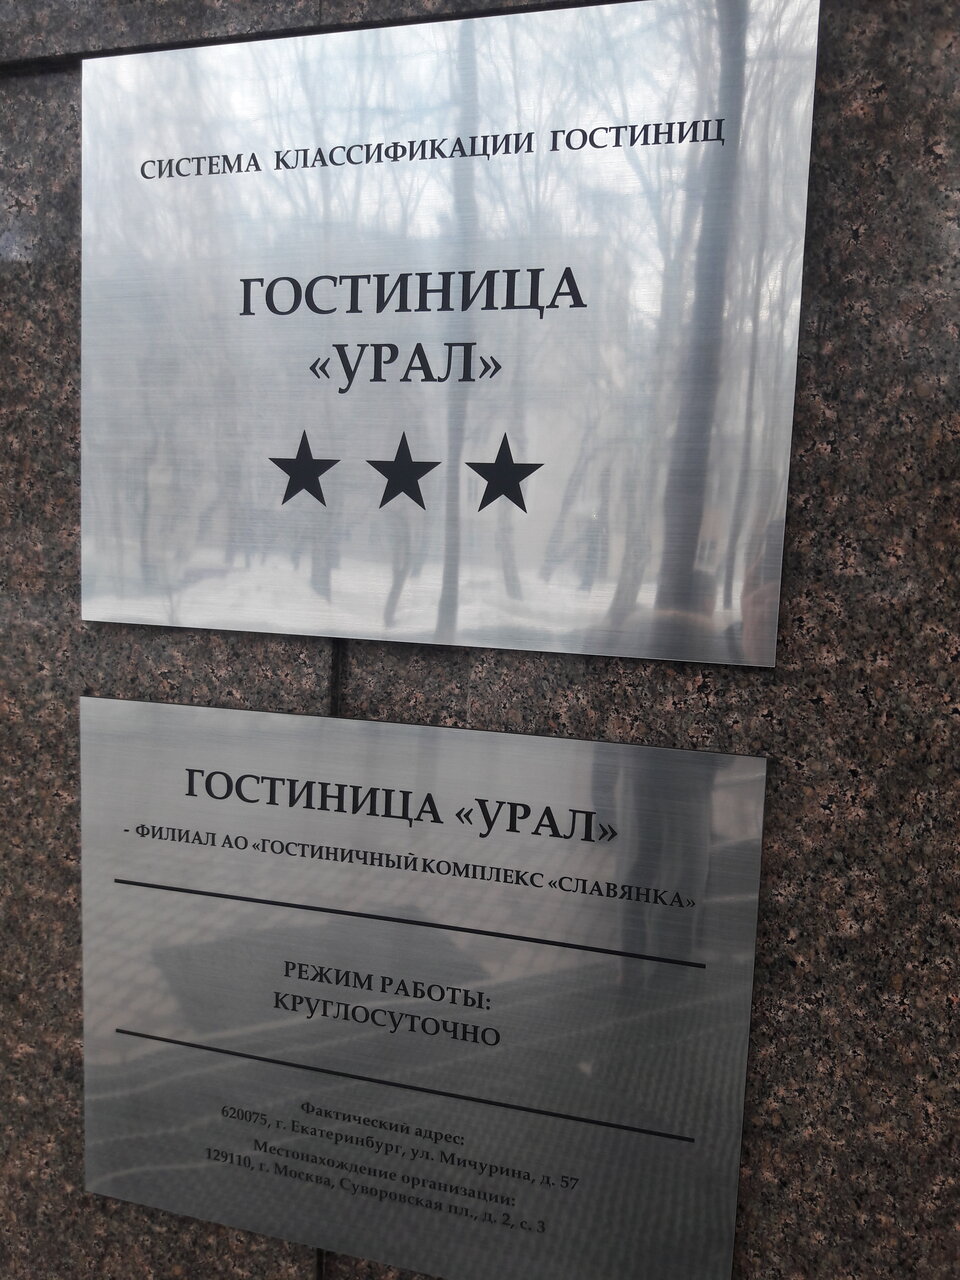 СИСТЕМА КЛАССИФИКАЦИИ ГОСТИНИЦ
ГОСТИНИЦА
«УРАЛ»
ГОСТИНИЦА «УРАЛ»
- ФИЛИАЛ АО «ГОСТИНИЧНЫЙ КОМПЛЕКС «СЛАВЯНКА»
РЕЖИМ РАБОТЫ:
КРУГЛОСУТОЧНО
Фактический адрес:
620075, г. Екатеринбург, ул. Мичурина, д. 57
Местонахождение организации:
129110, г. Москва, Суворовская пл., д. 2, с. 3